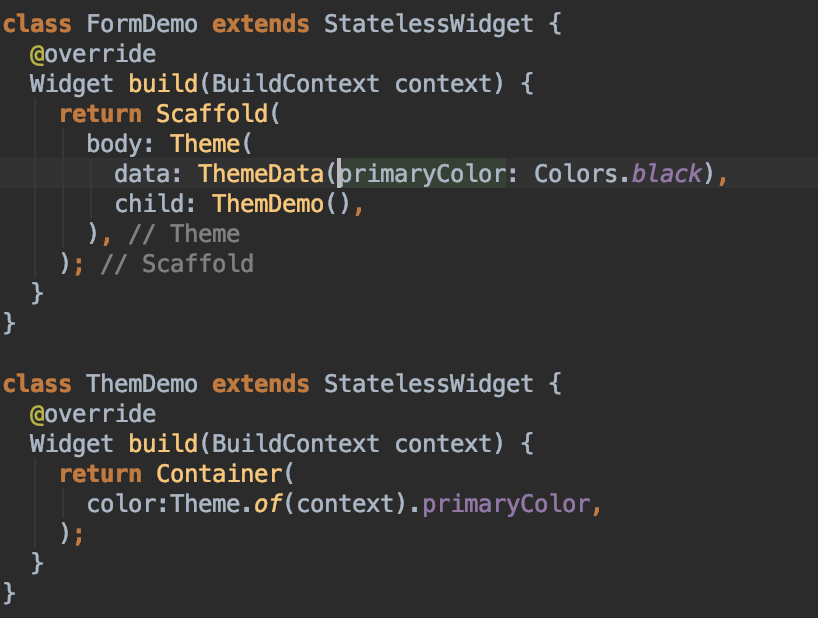 class FormDemo extends StatelessWidget {
  @override
  Widget build(BuildContext context) {
    return Scaffold(
      body: Theme(
        data: ThemeData(primaryColor: Colors.black),
        child: ThemDemo(),
      ), // Theme
    ); // Scaffold
  }
}

class ThemDemo extends StatelessWidget {
  @override
  Widget build(BuildContext context) {
    return Container(
      color:Theme.of(context).primaryColor,
    );
  }
}